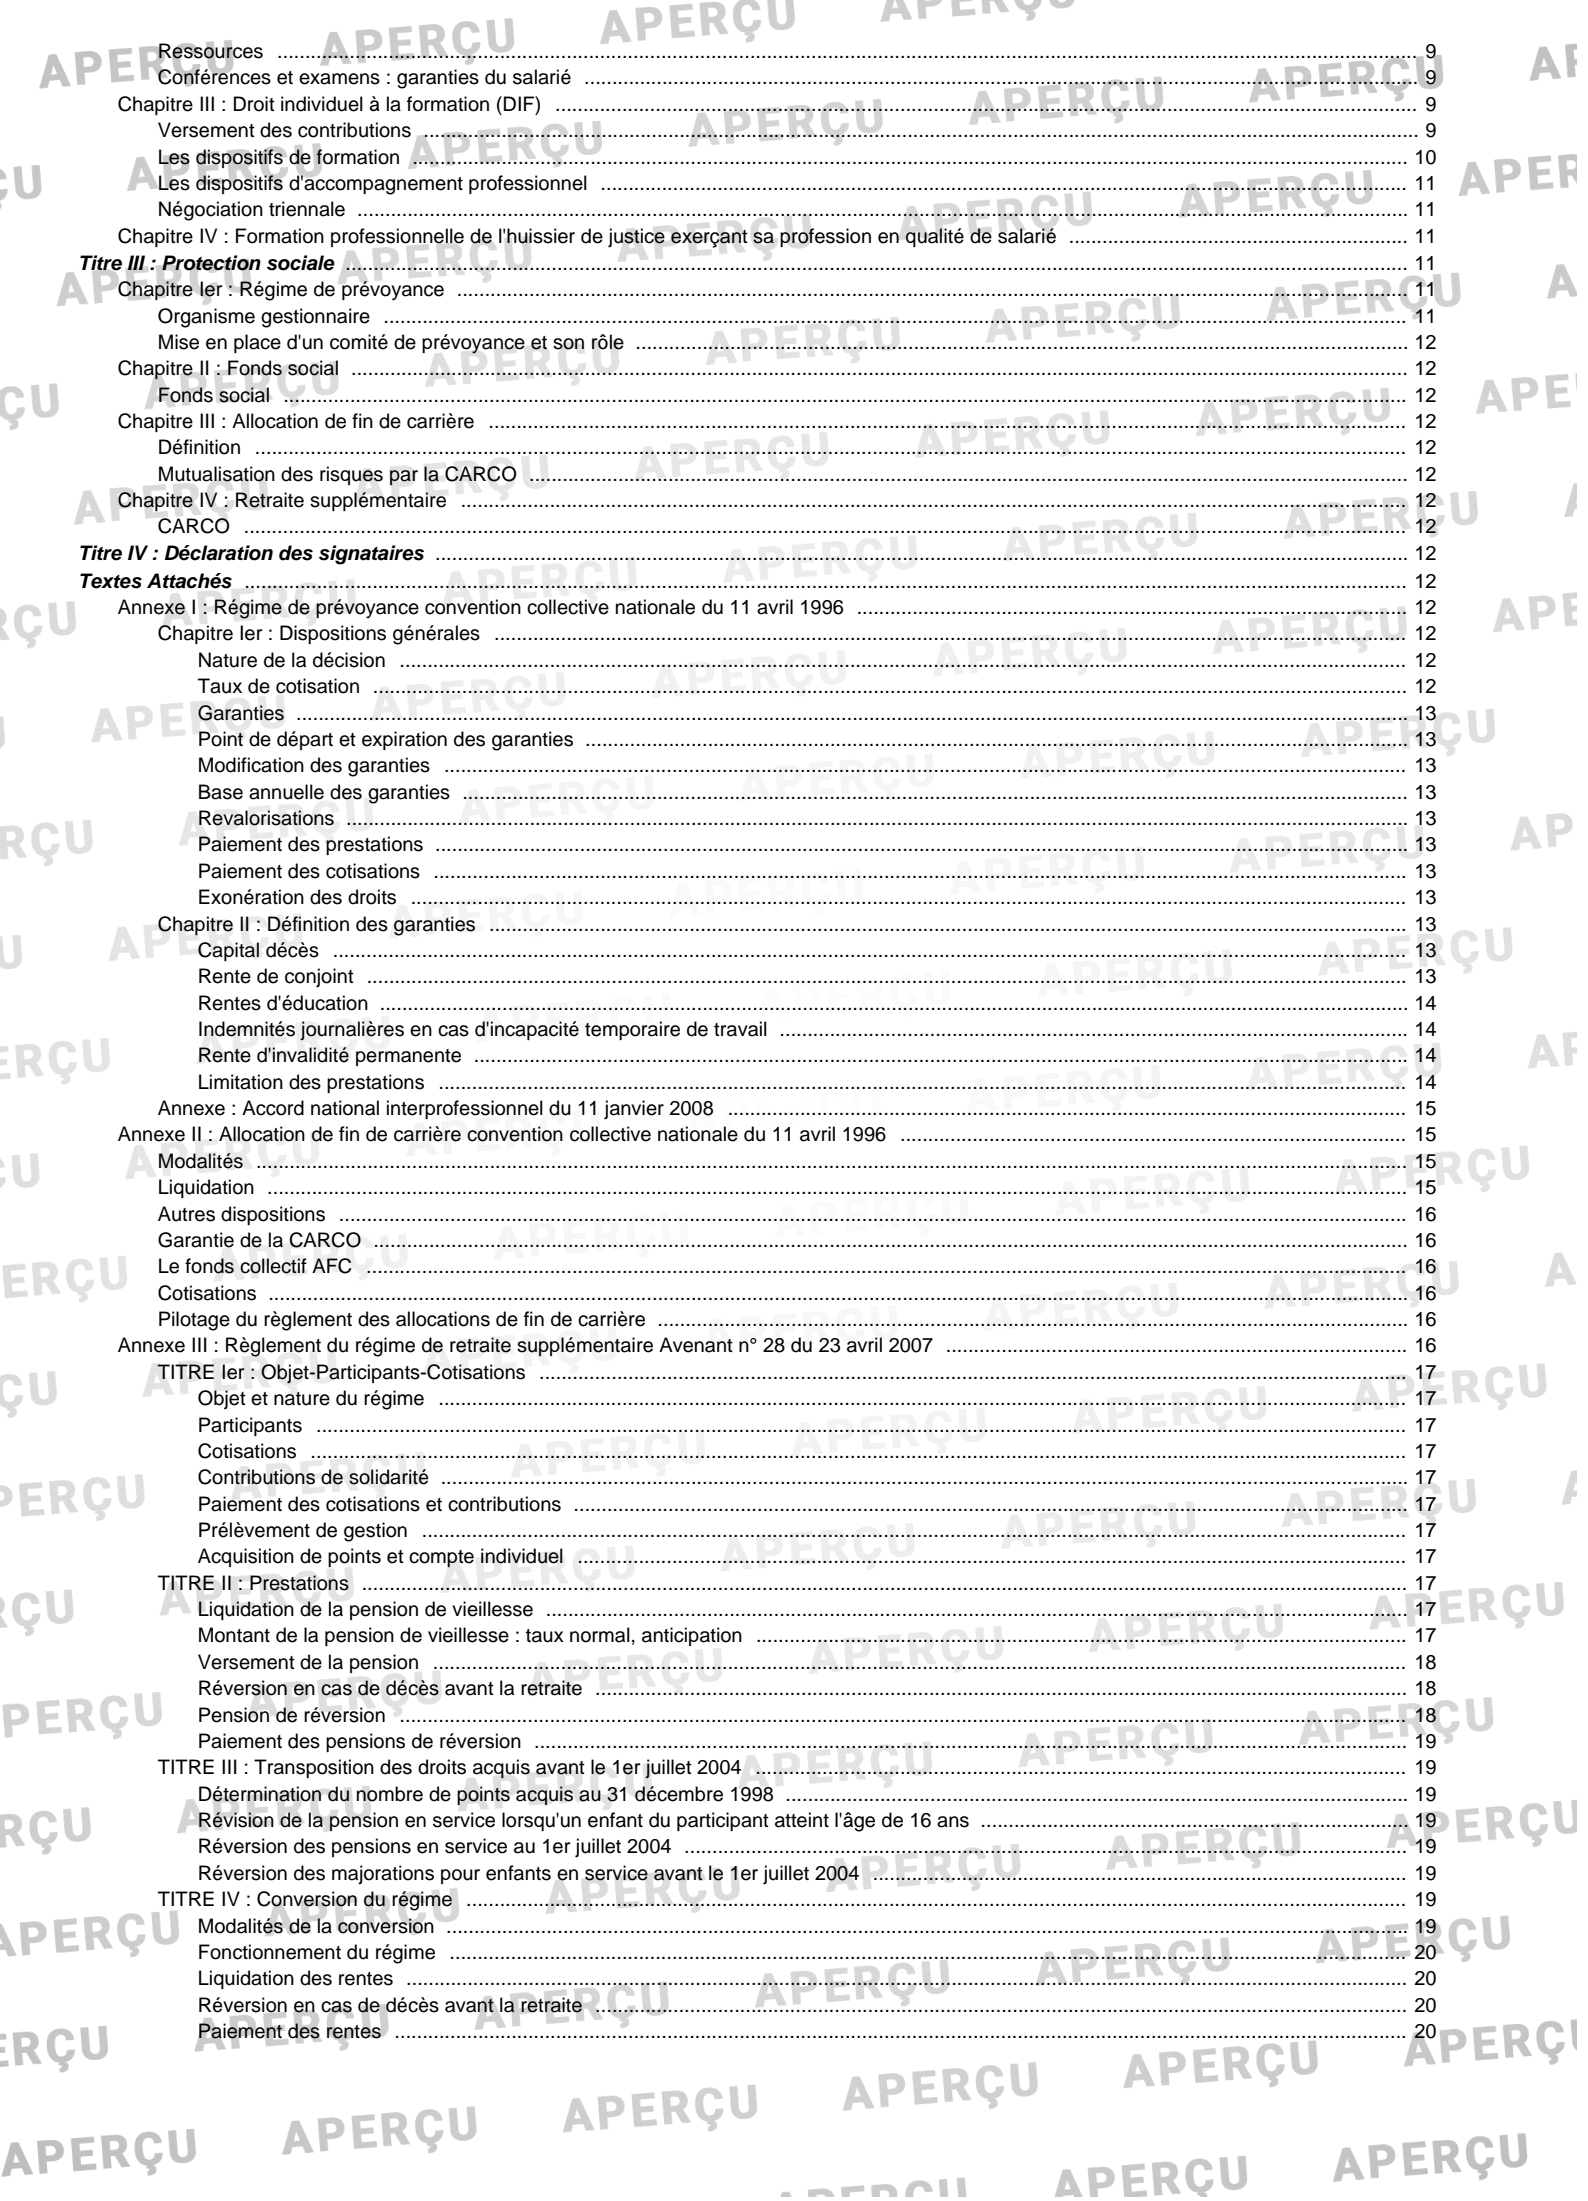 Ressources ... 9
Conférences et examens : garanties du salarié ... 9
Chapitre III : Droit individuel à la formation (DIF) ... 9
Versement des contributions ... 9
Les dispositifs de formation ... 10
Les dispositifs d'accompagnement professionnel ... 11
Négociation triennale ... 11
Chapitre IV : Formation professionnelle de l'huissier de justice exerçant sa profession en qualité de salarié ... 11
Titre III : Protection sociale ... 11
Chapitre Ier : Régime de prévoyance ... 11
Organisme gestionnaire ... 11
Mise en place d'un comité de prévoyance et son rôle ... 12
Chapitre II : Fonds social ... 12
Fonds social ... 12
Chapitre III : Allocation de fin de carrière ... 12
Définition ... 12
Mutualisation des risques par la CARCO ... 12
Chapitre IV : Retraite supplémentaire ... 12
CARCO ... 12
Titre IV : Déclaration des signataires ... 12
Textes Attachés ... 12
Annexe I : Régime de prévoyance convention collective nationale du 11 avril 1996 ... 12
Chapitre Ier : Dispositions générales ... 12
Nature de la décision ... 12
Taux de cotisation ... 12
Garanties ... 13
Point de départ et expiration des garanties ... 13
Modification des garanties ... 13
Base annuelle des garanties ... 13
Revalorisations ... 13
Paiement des prestations ... 13
Paiement des cotisations ... 13
Exonération des droits ... 13
Chapitre II : Définition des garanties ... 13
Capital décès ... 13
Rente de conjoint ... 13
Rentes d'éducation ... 14
Indemnités journalières en cas d'incapacité temporaire de travail ... 14
Rente d'invalidité permanente ... 14
Limitation des prestations ... 14
Annexe : Accord national interprofessionnel du 11 janvier 2008 ... 15
Annexe II : Allocation de fin de carrière convention collective nationale du 11 avril 1996 ... 15
Modalités ... 15
Liquidation ... 15
Autres dispositions ... 16
Garantie de la CARCO ... 16
Le fonds collectif AFC ... 16
Cotisations ... 16
Pilotage du règlement des allocations de fin de carrière ... 16
Annexe III : Règlement du régime de retraite supplémentaire Avenant n° 28 du 23 avril 2007 ... 16
TITRE Ier : Objet-Participants-Cotisations ... 17
Objet et nature du régime ... 17
Participants ... 17
Cotisations ... 17
Contributions de solidarité ... 17
Paiement des cotisations et contributions ... 17
Prélèvement de gestion ... 17
Acquisition de points et compte individuel ... 17
TITRE II : Prestations ... 17
Liquidation de la pension de vieillesse ... 17
Montant de la pension de vieillesse : taux normal, anticipation ... 17
Versement de la pension ... 18
Réversion en cas de décès avant la retraite ... 18
Pension de réversion ... 18
Paiement des pensions de réversion ... 19
TITRE III : Transposition des droits acquis avant le 1er juillet 2004 ... 19
Détermination du nombre de points acquis au 31 décembre 1998 ... 19
Révision de la pension en service lorsqu'un enfant du participant atteint l'âge de 16 ans ... 19
Réversion des pensions en service au 1er juillet 2004 ... 19
Réversion des majorations pour enfants en service avant le 1er juillet 2004 ... 19
TITRE IV : Conversion du régime ... 19
Modalités de la conversion ... 19
Fonctionnement du régime ... 20
Liquidation des rentes ... 20
Réversion en cas de décès avant la retraite ... 20
Paiement des rentes ... 20
APERÇU